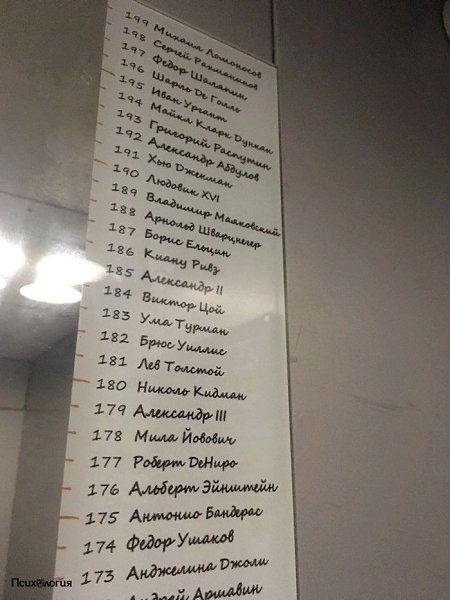 199 Михаил Ломоносов
198 Сергей Рахманинов
197 Федор Шаляпин
196 Шарль Де Голль
195 Иван Ургант
194 Майкл Кларк Дункан
193 Григорий Распутин
192 Александр Абдулов
191 Хью Джекман
190 Людовик XVI
189 Владимир Маяковский
188 Арнольд Шварцнегер
187 Борис Ельцин
186 Киану Ривз
185 Александр II
184 Виктор Цой
183 Ума Турман
182 Брюс Уиллис
181 Лев Толстой
180 Николь Кидман
179 Александр III
178 Мила Йовович
177 Роберт ДеНиро
176 Альберт Эйнштейн
175 Антонио Бандерас
174 Федор Ушаков
173 Анджелина Джоли
Андрей Аршавин
Психология